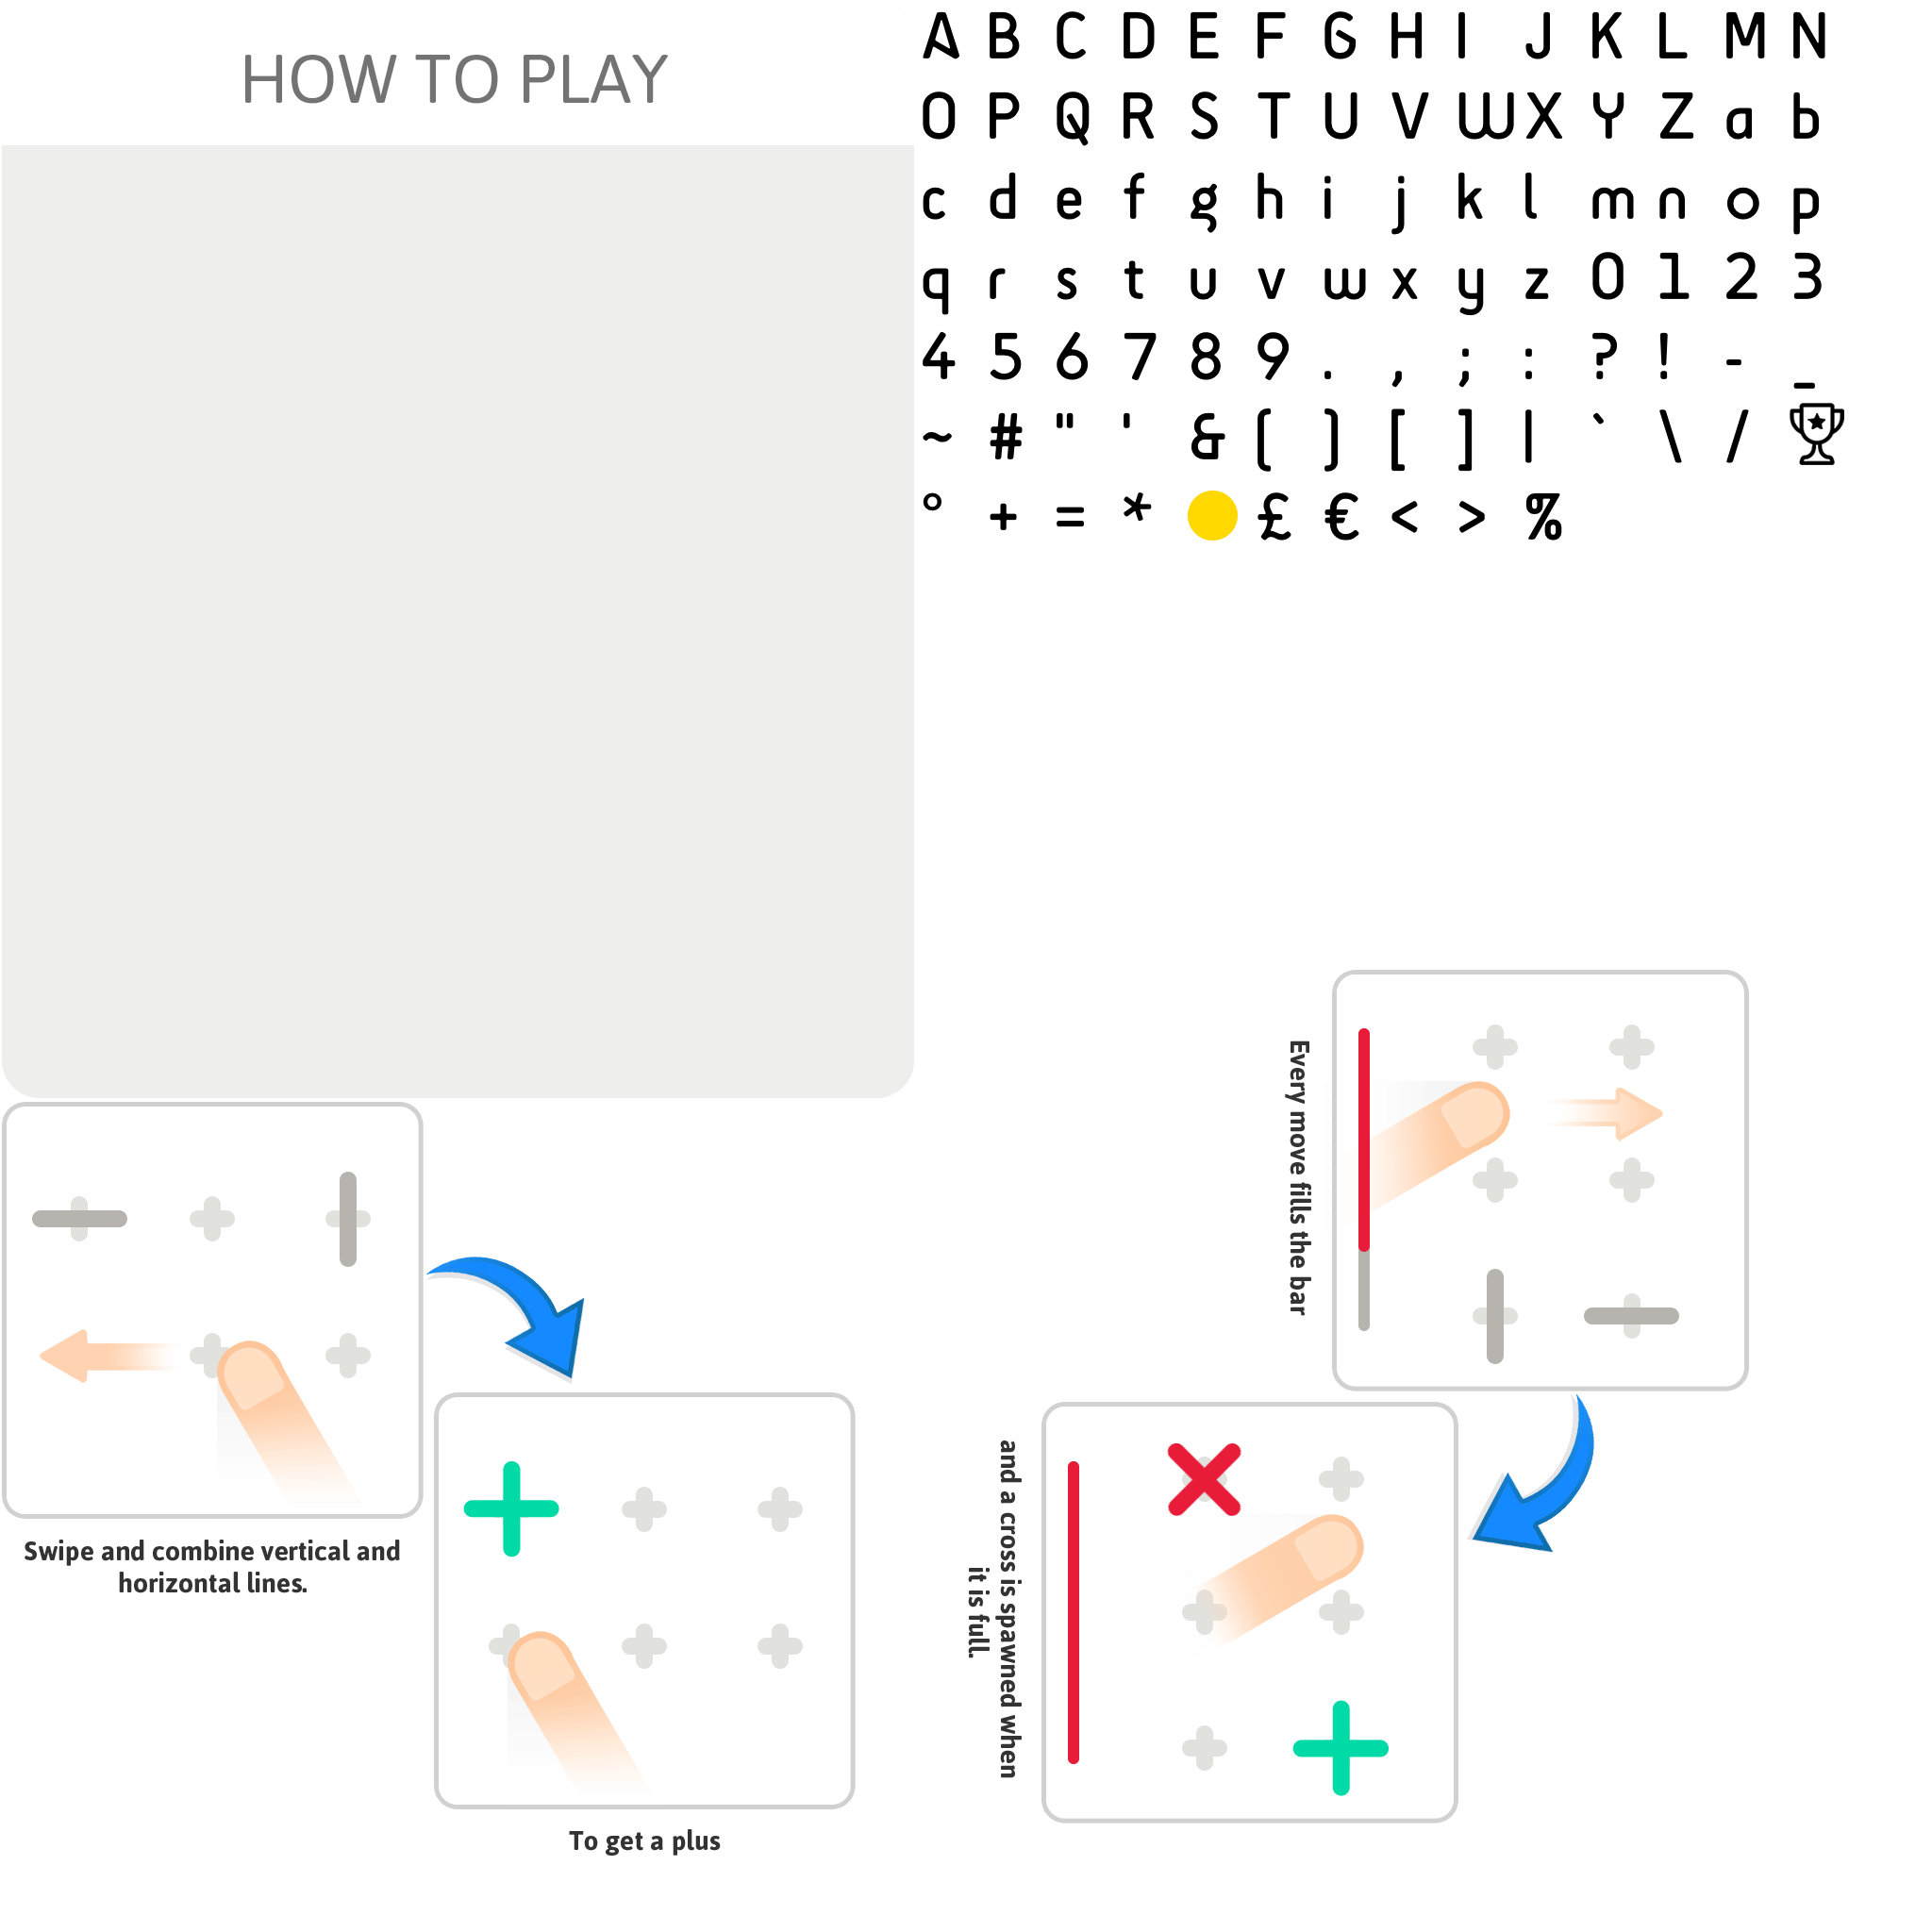 HOW TO PLAY
A B C D E F G H I J K L M N
O P Q R S T U V W X Y Z a b
c d e f g h i j k l m n o p
q r s t u v w x y z 0 1 2 3
4 5 6 7 8 9 . , ; : ? ! - _
~ # " ' & ( ) [ ] | ` \ /
° + = * £ € < > %
Swipe and combine vertical and
horizontal lines.
To get a plus
Every move fills the bar
and a cross is spawned when
it is full.